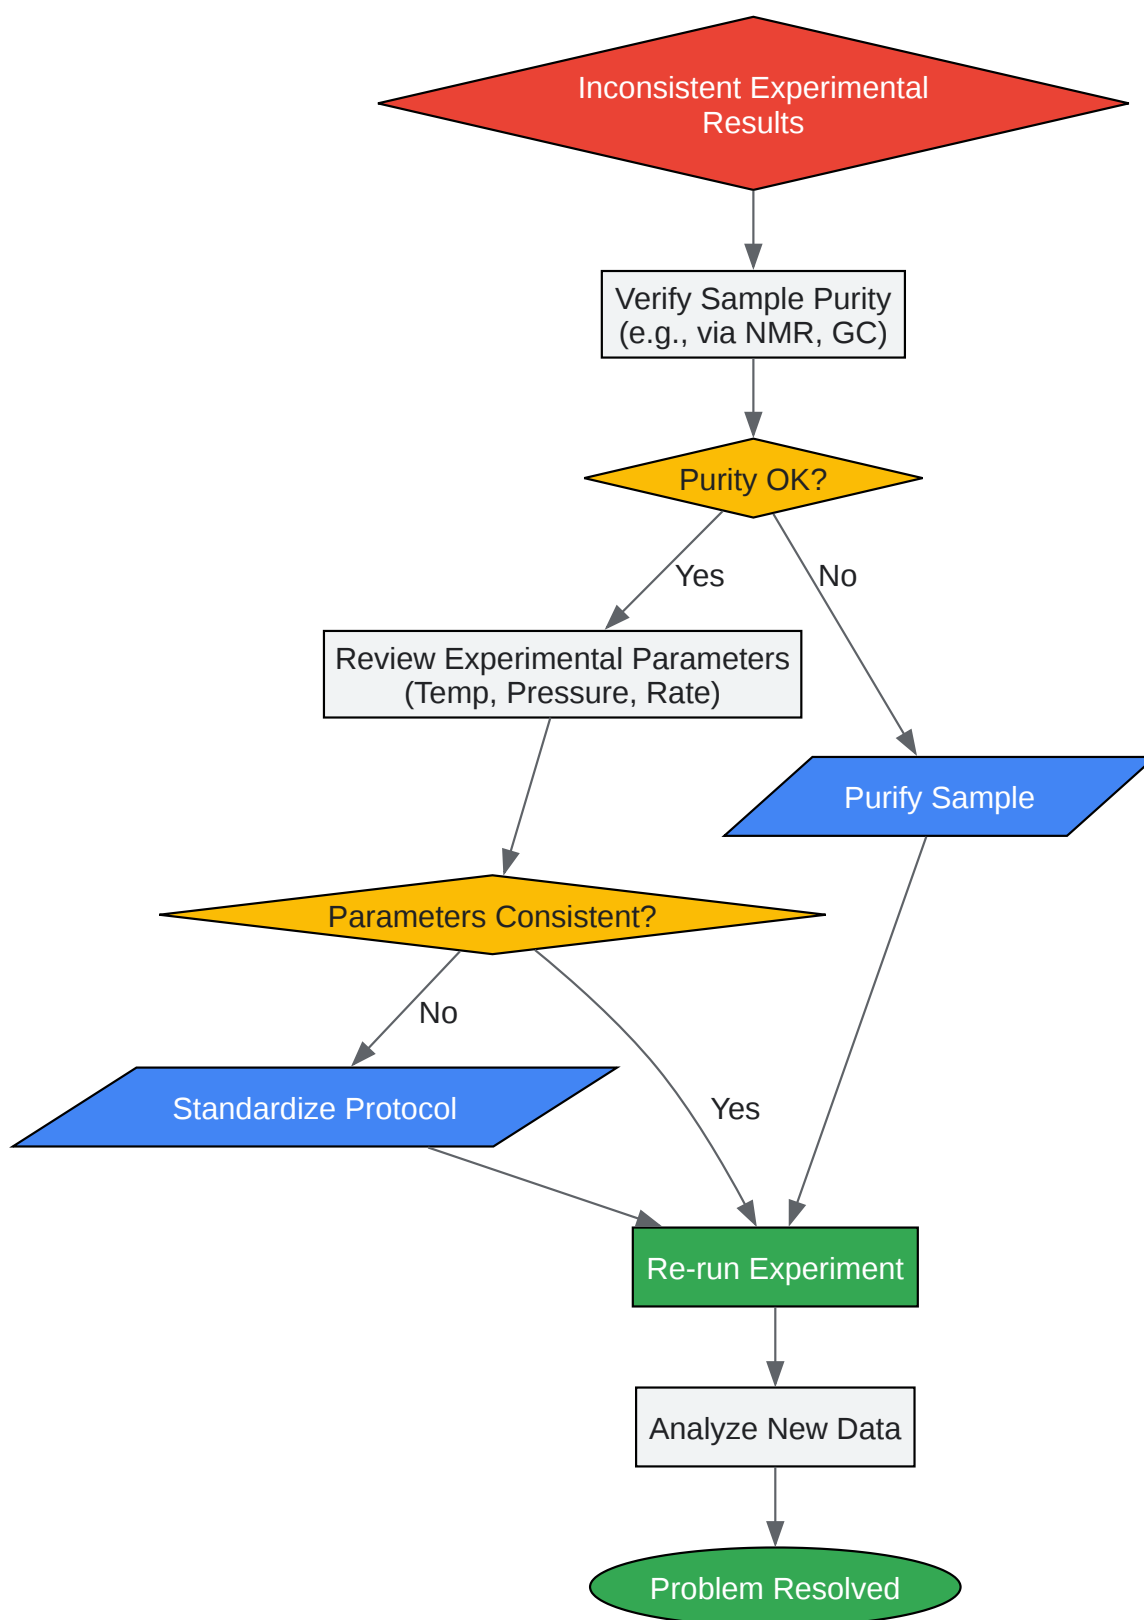 Inconsistent Experimental
Results
Verify Sample Purity
(e.g., via NMR, GC)
Purity OK?
Yes
No
Review Experimental Parameters
(Temp, Pressure, Rate)
Purify Sample
Parameters Consistent?
No
Yes
Standardize Protocol
Re-run Experiment
Analyze New Data
Problem Resolved